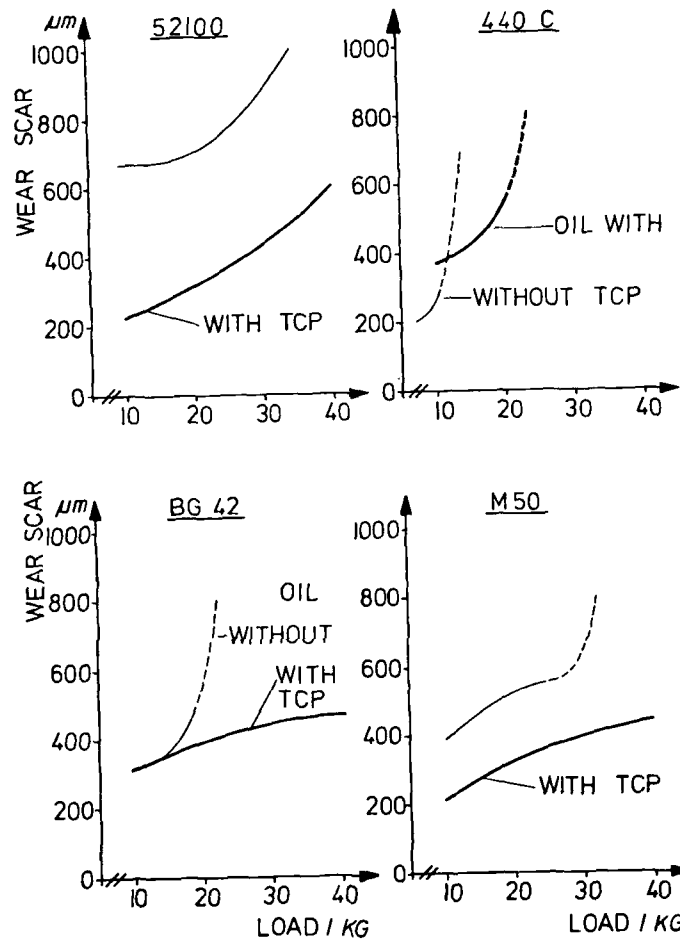 µm
52100
1000
800
600
400
200
0
WEAR SCAR
WITH TCP
10 20 30 40
440 C
1000
800
600
400
200
0
OIL WITH
WITHOUT TCP
10 20 30 40
µm
BG 42
1000
800
600
400
200
0
WEAR SCAR
OIL
WITHOUT
WITH
TCP
10 20 30 40
LOAD / KG
M50
1000
800
600
400
200
0
WITH TCP
10 20 30 40
LOAD / KG